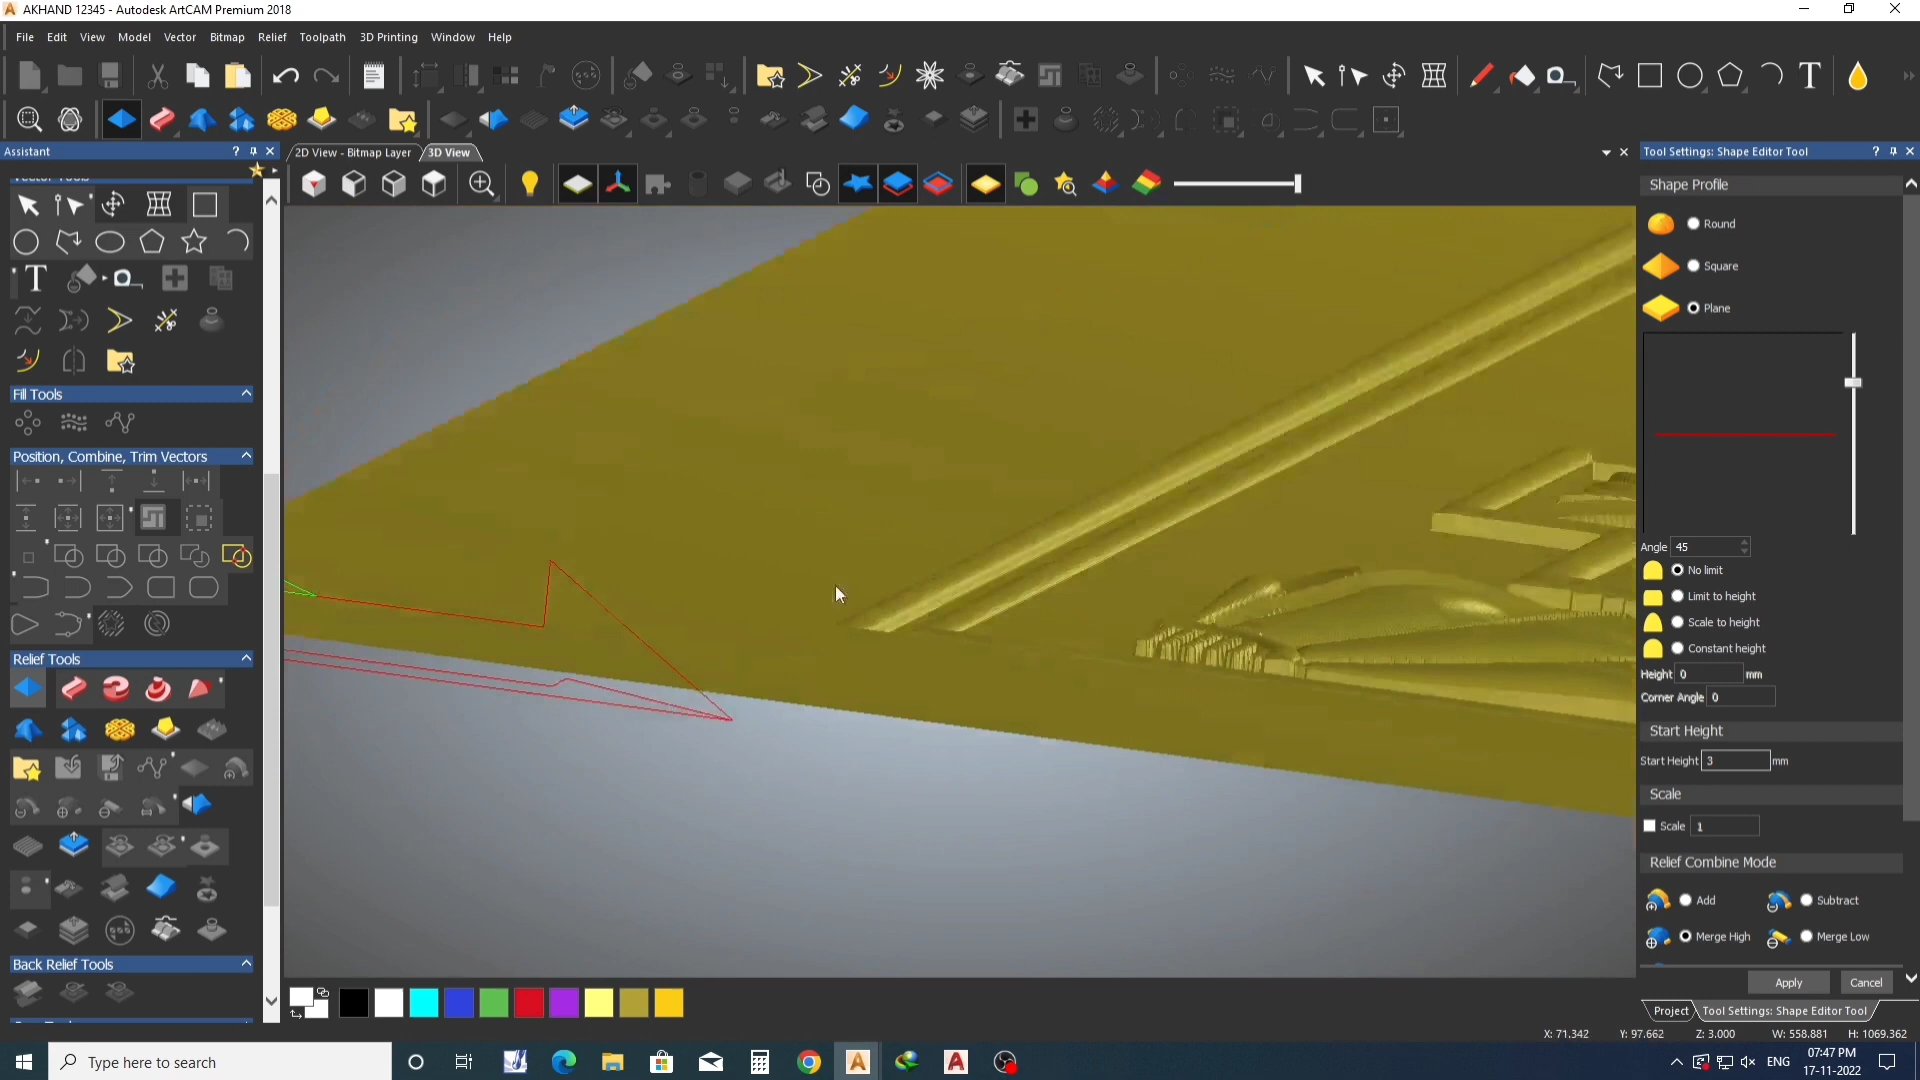 AKHAND 12345 - Autodesk ArtCAM Premium 2018
File Edit View Model Vector Bitmap Relief Toolpath 3D Printing Window Help
Assistant
2D View - Bitmap Layer
3D View
Tool Settings: Shape Editor Tool
Vector Tools
Shape Profile
Round
Square
Plane
Fill Tools
Position, Combine, Trim Vectors
Angle 45
No limit
Limit to height
Scale to height
Constant height
Height 0 mm
Corner Angle 0
Relief Tools
Start Height
Start Height 3 mm
Scale
Scale 1
Relief Combine Mode
Add
Subtract
Merge High
Merge Low
Back Relief Tools
Apply
Cancel
Project
Tool Settings: Shape Editor Tool
X: 71.342 Y: 97.662 Z: 3.000 W: 558.881 H: 1069.362
Type here to search
ENG
07:47 PM
17-11-2022